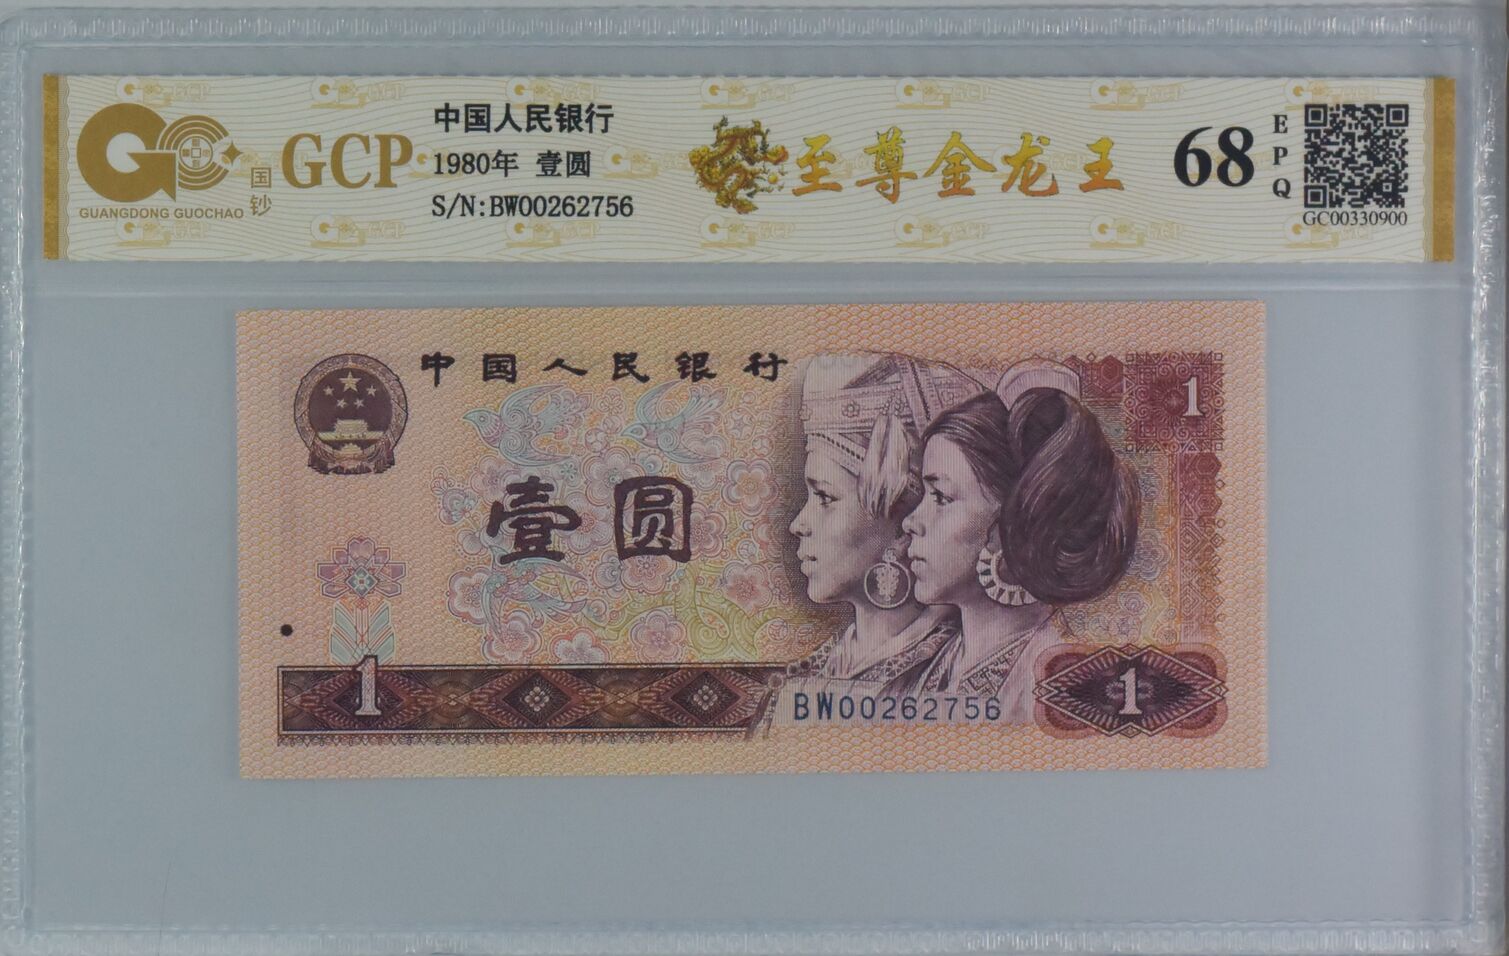 GUANGDONG GUOCHAO
国钞
GCP
中国人民银行
1980年 壹圆
S/N:BW00262756
至尊金龙王
68
EPQ
GC00330900
中国人民银行
1
壹圆
1
BW00262756
1